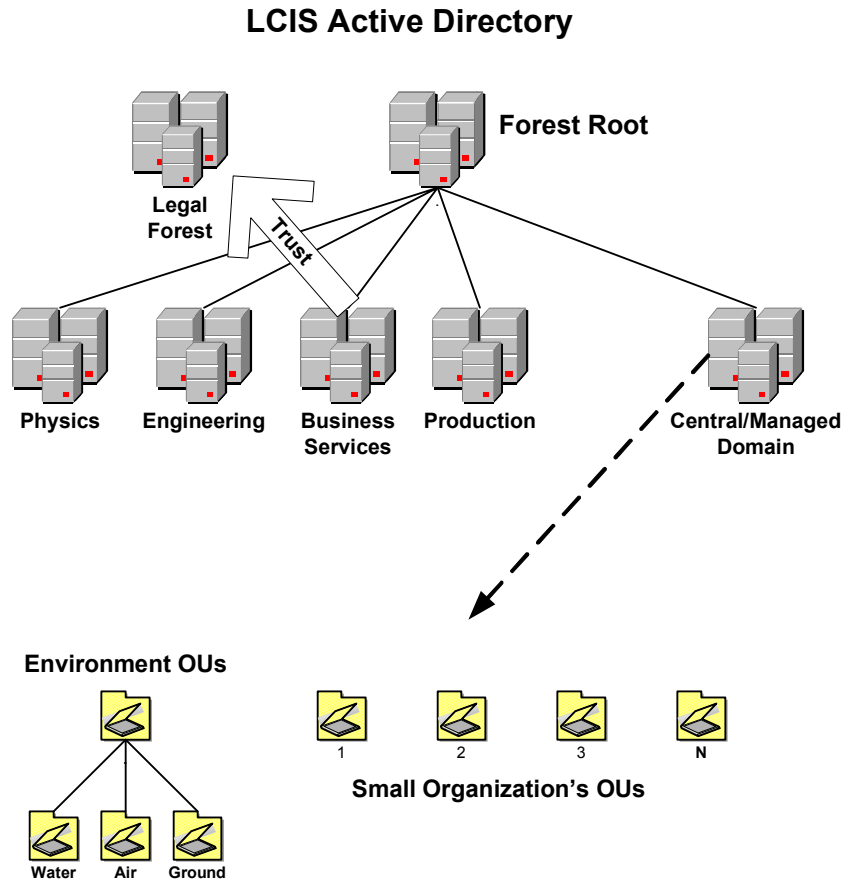 LCIS Active Directory
Forest Root
Legal
Forest
Trust
Physics
Engineering
Business
Services
Production
Central/Managed
Domain
Environment OUs
1
2
3
N
Small Organization's OUs
Water
Air
Ground